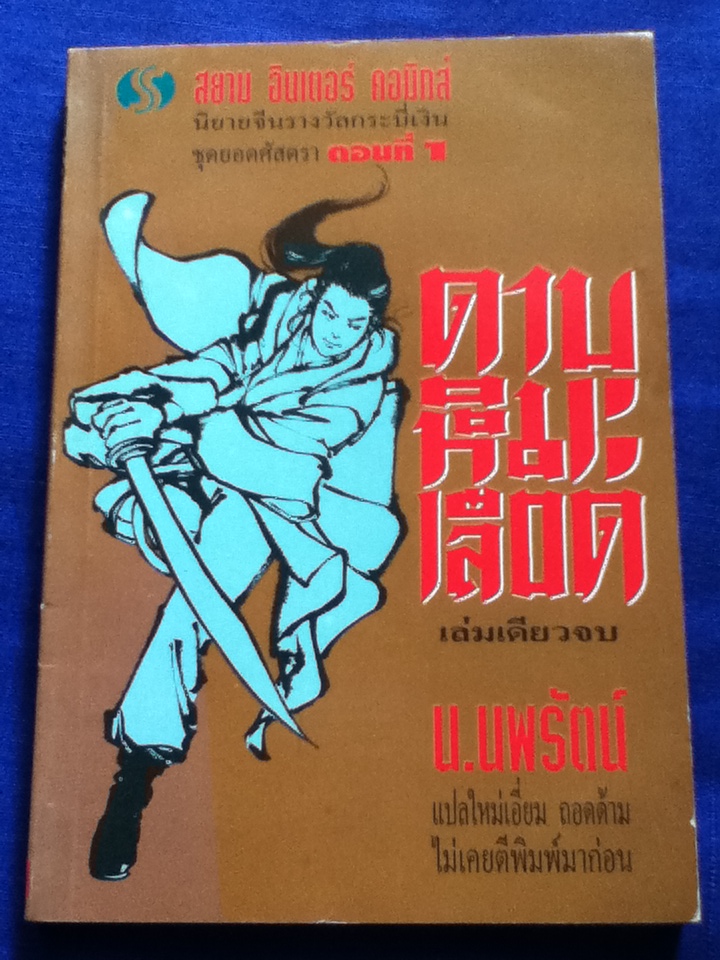 สยาม อินเตอร์ คอมิกส์
นิยายจีนรางวัลกระบี่เงิน
ชุดยอดศัสตรา ตอนที่ 1
ดาบ
หิมะ
เลือด
เล่มเดียวจบ
น.นพรัตน์
แปลใหม่เอี่ยม ถอดด้าม
ไม่เคยตีพิมพ์มาก่อน